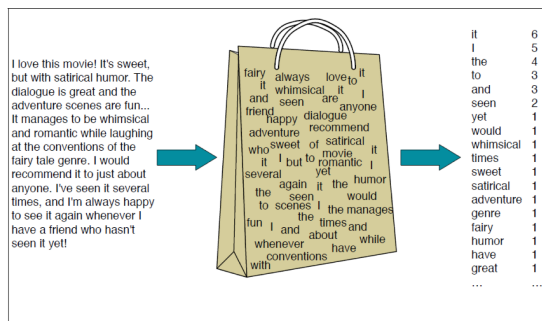 I love this movie! It's sweet,
but with satirical humor. The
dialogue is great and the
adventure scenes are fun...
It manages to be whimsical
and romantic while laughing
at the conventions of the
fairy tale genre. I would
recommend it to just about
anyone. I've seen it several
times, and I'm always happy
to see it again whenever I
have a friend who hasn't
seen it yet!
fairy always love to it
it whimsical it I
and seen are anyone
friend happy dialogue
adventure recommend
who sweet of satirical
it I but to movie it
romantic I
several yet
again it the humor
the seen would
to scenes I the manages
fun the times and
I and about while
whenever have
conventions
with
it 6
I 5
the 4
to 3
and 3
seen 2
yet 1
would 1
whimsical 1
times 1
sweet 1
satirical 1
adventure 1
genre 1
fairy 1
humor 1
have 1
great 1
... ...